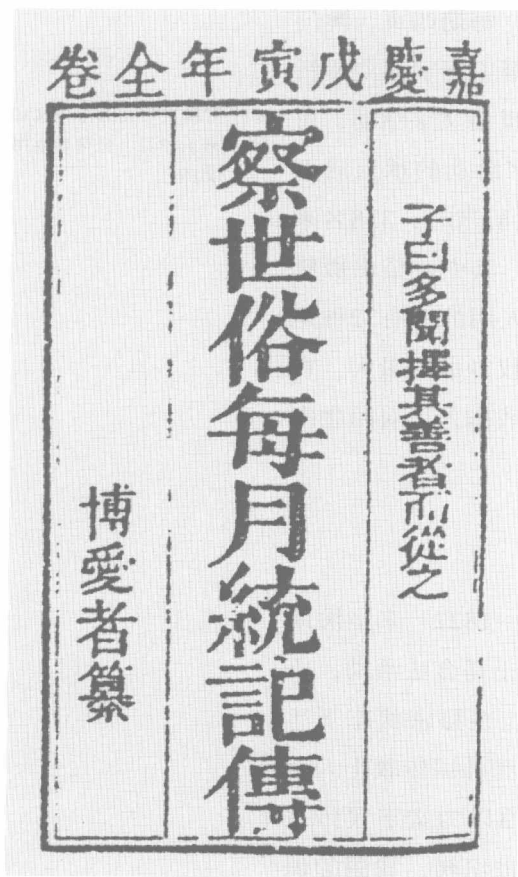 嘉慶戊寅年全卷
子曰多聞擇其善者而從之
察世俗每月統記傳
博愛者纂